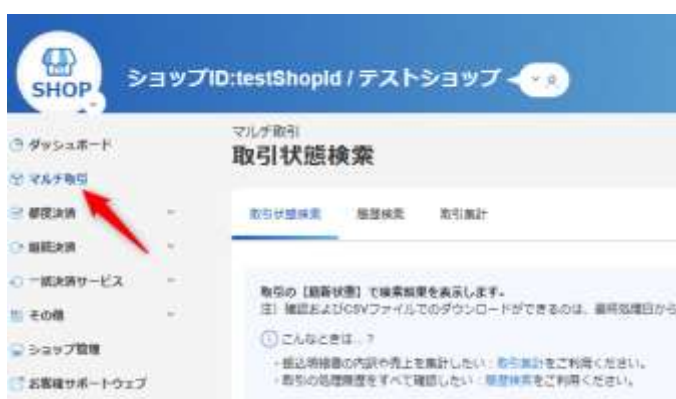 SHOP
ショップID:testShopId / テストショップ
ダッシュボード
マルチ取引
都度決済
継続決済
一括決済サービス
その他
ショップ管理
お客様サポートウェブ
マルチ取引
取引状態検索
取引状態検索
履歴検索
取引集計
取引の【最新状態】で検索結果を表示します。
注）確認およびCSVファイルでのダウンロードができるのは、最終処理日から
こんなときは…？
・振込明細書の内訳や売上を集計したい：取引集計をご利用ください。
・取引の処理履歴をすべて確認したい：履歴検索をご利用ください。